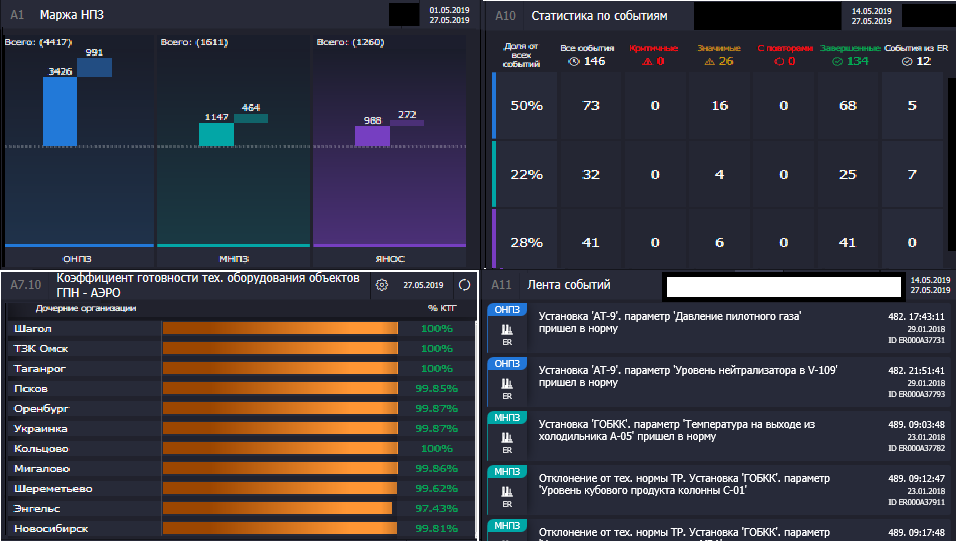 A1 Маржа НПЗ 01.05.2019
27.05.2019
Всего: (4417) Всего: (1611) Всего: (1260)
991
3426
464
1147
272
988
ОНПЗ МНПЗ ЯНОС
A10 Статистика по событиям 14.05.2019
27.05.2019
Доля от всех событий Все события Критичные Значимые С повторами Завершенные События из ER
146 0 26 0 134 12
50% 73 0 16 0 68 5
22% 32 0 4 0 25 7
28% 41 0 6 0 41 0
A7.10 Коэффициент готовности тех. оборудования объектов
ГПН - АЭРО 27.05.2019
Дочерние организации % КТГ
Шагол 100%
ТЗК Омск 100%
Таганрог 100%
Псков 99.85%
Оренбург 99.87%
Украинка 99.87%
Кольцово 100%
Мигалово 99.86%
Шереметьево 99.62%
Энгельс 97.43%
Новосибирск 99.81%
A11 Лента событий 14.05.2019
27.05.2019
ОНПЗ
ER
Установка 'АТ-9'. параметр 'Давление пилотного газа'
пришел в норму
482. 17:43:11
29.01.2018
ID ER000A37731
ОНПЗ
ER
Установка 'АТ-9'. параметр 'Уровень нейтрализатора в V-109'
пришел в норму
482. 21:51:41
29.01.2018
ID ER000A37793
МНПЗ
ER
Установка 'ГОБКК'. параметр 'Температура на выходе из
холодильника А-05' пришел в норму
489. 09:03:48
23.01.2018
ID ER000A37782
МНПЗ
ER
Отклонение от тех. нормы ТР. Установка 'ГОБКК'. параметр
'Уровень кубового продукта колонны С-01'
489. 09:12:47
23.01.2018
ID ER000A37911
МНПЗ
Отклонение от тех. нормы ТР. Установка 'ГОБКК'. параметр
489. 09:17:48